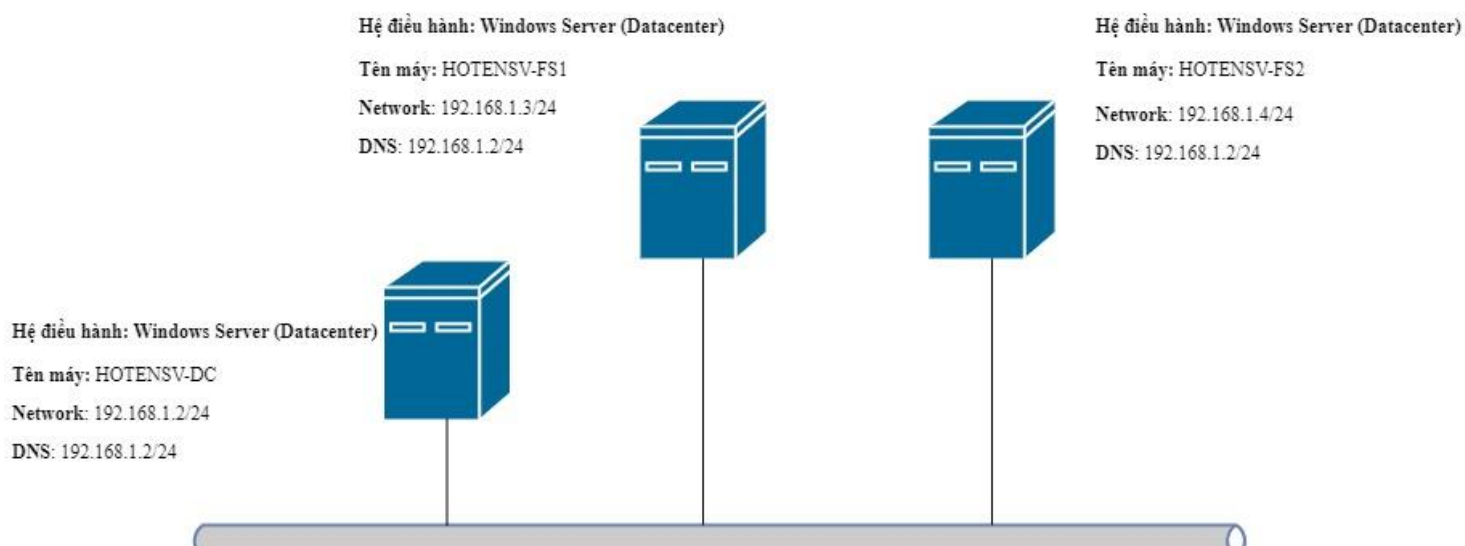 Hệ điều hành: Windows Server (Datacenter)
Tên máy: HOTENSV-FS1
Network: 192.168.1.3/24
DNS: 192.168.1.2/24
Hệ điều hành: Windows Server (Datacenter)
Tên máy: HOTENSV-FS2
Network: 192.168.1.4/24
DNS: 192.168.1.2/24
Hệ điều hành: Windows Server (Datacenter)
Tên máy: HOTENSV-DC
Network: 192.168.1.2/24
DNS: 192.168.1.2/24